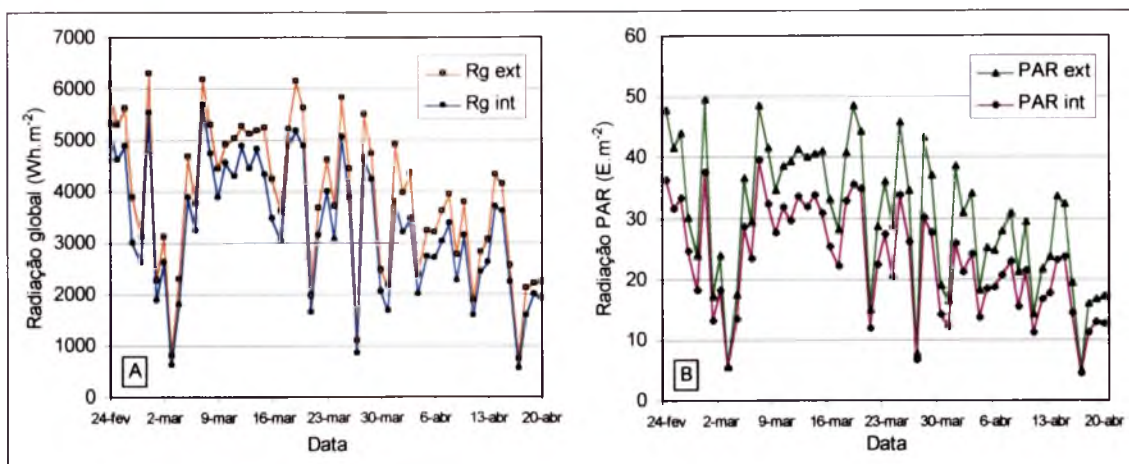 7000
6000
5000
4000
3000
2000
1000
0
Radiação global (Wh.m-2)
Rg ext
Rg int
A
24-fev 2-mar 9-mar 16-mar 23-mar 30-mar 6-abr 13-abr 20-abr
Data
60
50
40
30
20
10
0
Radiação PAR (E.m-2)
PAR ext
PAR int
B
24-fev 2-mar 9-mar 16-mar 23-mar 30-mar 6-abr 13-abr 20-abr
Data